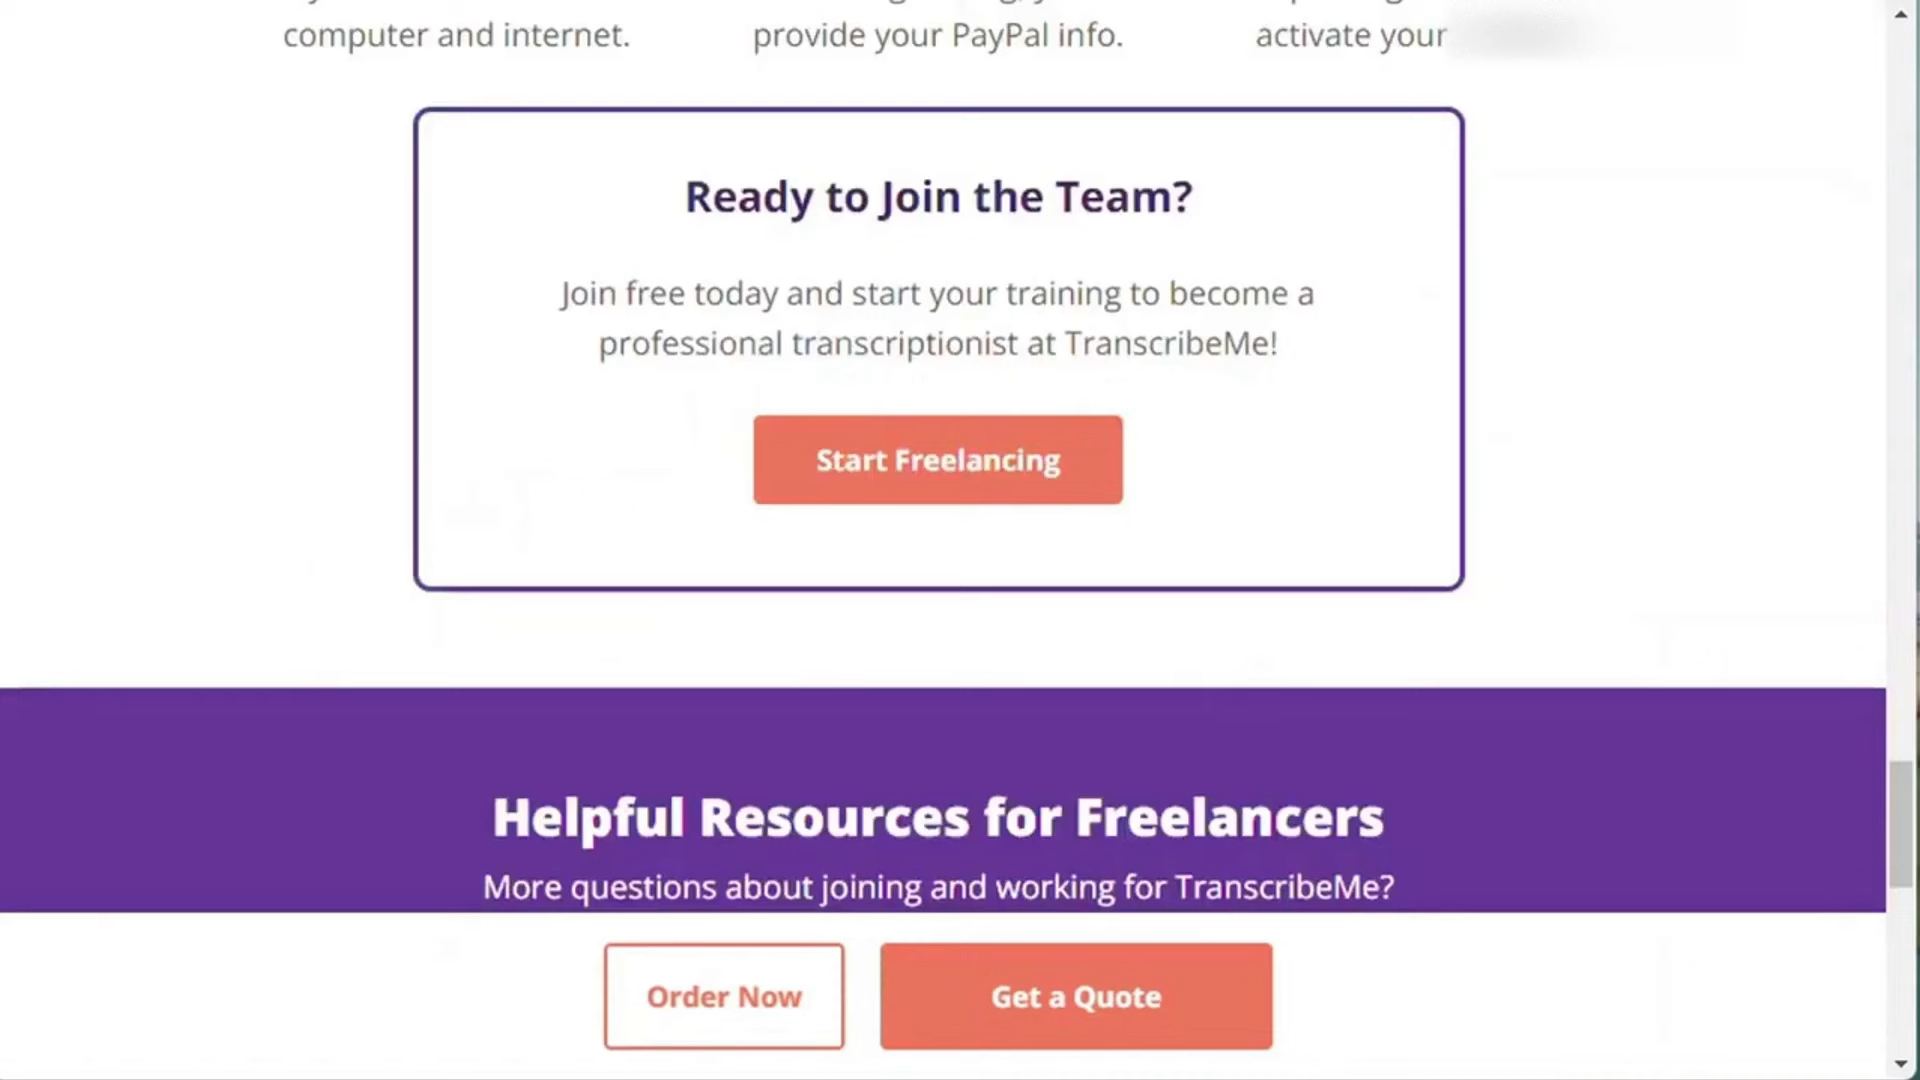 computer and internet.
provide your PayPal info.
activate your
Ready to Join the Team?
Join free today and start your training to become a
professional transcriptionist at TranscribeMe!
Start Freelancing
Helpful Resources for Freelancers
More questions about joining and working for TranscribeMe?
Order Now
Get a Quote